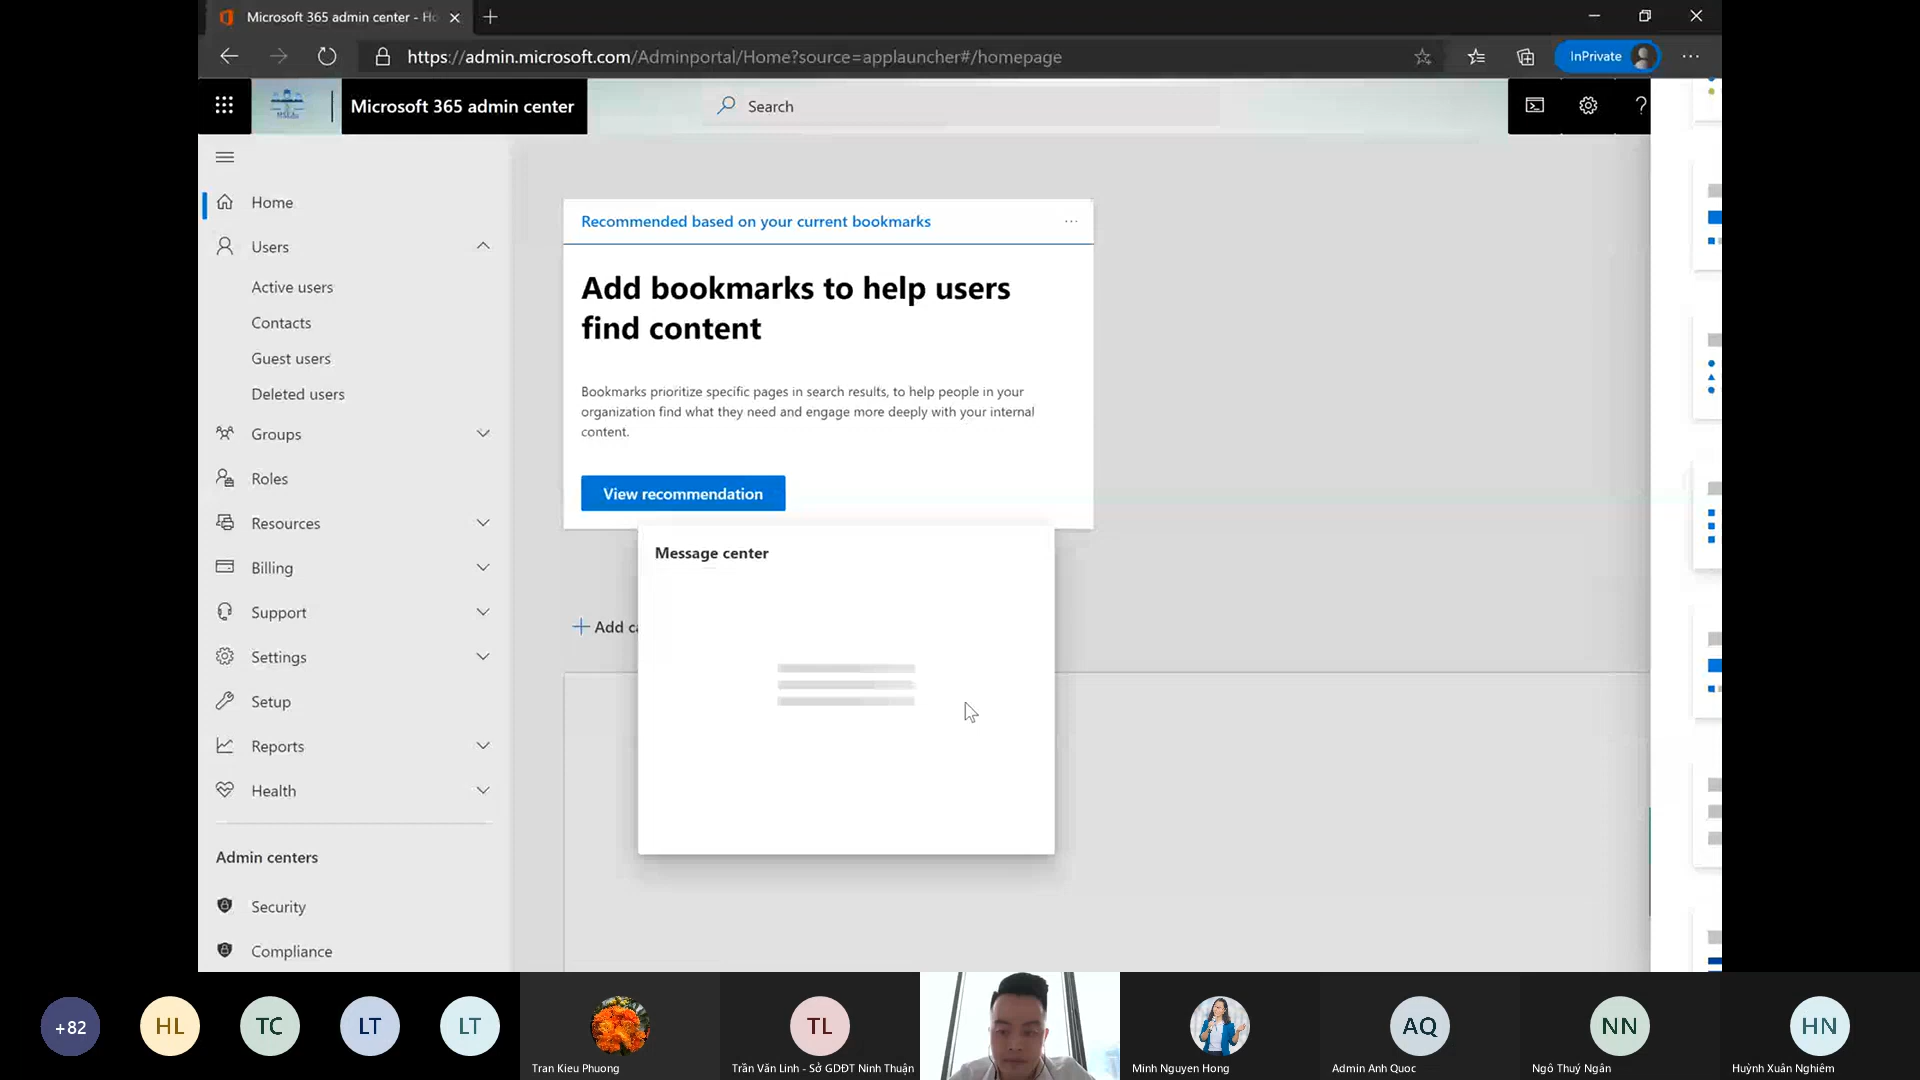 Microsoft 365 admin center - Ho
https://admin.microsoft.com/Adminportal/Home?source=applauncher#/homepage
InPrivate
Microsoft 365 admin center
Search
?
Home
Users
Active users
Contacts
Guest users
Deleted users
Groups
Roles
Resources
Billing
Support
Settings
Setup
Reports
Health
Admin centers
Security
Compliance
Recommended based on your current bookmarks
Add bookmarks to help users
find content
Bookmarks prioritize specific pages in search results, to help people in your
organization find what they need and engage more deeply with your internal
content.
View recommendation
Message center
Add ca
+82
HL
TC
LT
LT
Tran Kieu Phuong
TL
Trần Văn Linh - Sở GDĐT Ninh Thuận
Minh Nguyen Hong
AQ
Admin Anh Quoc
NN
Ngô Thuý Ngân
HN
Huỳnh Xuân Nghiêm